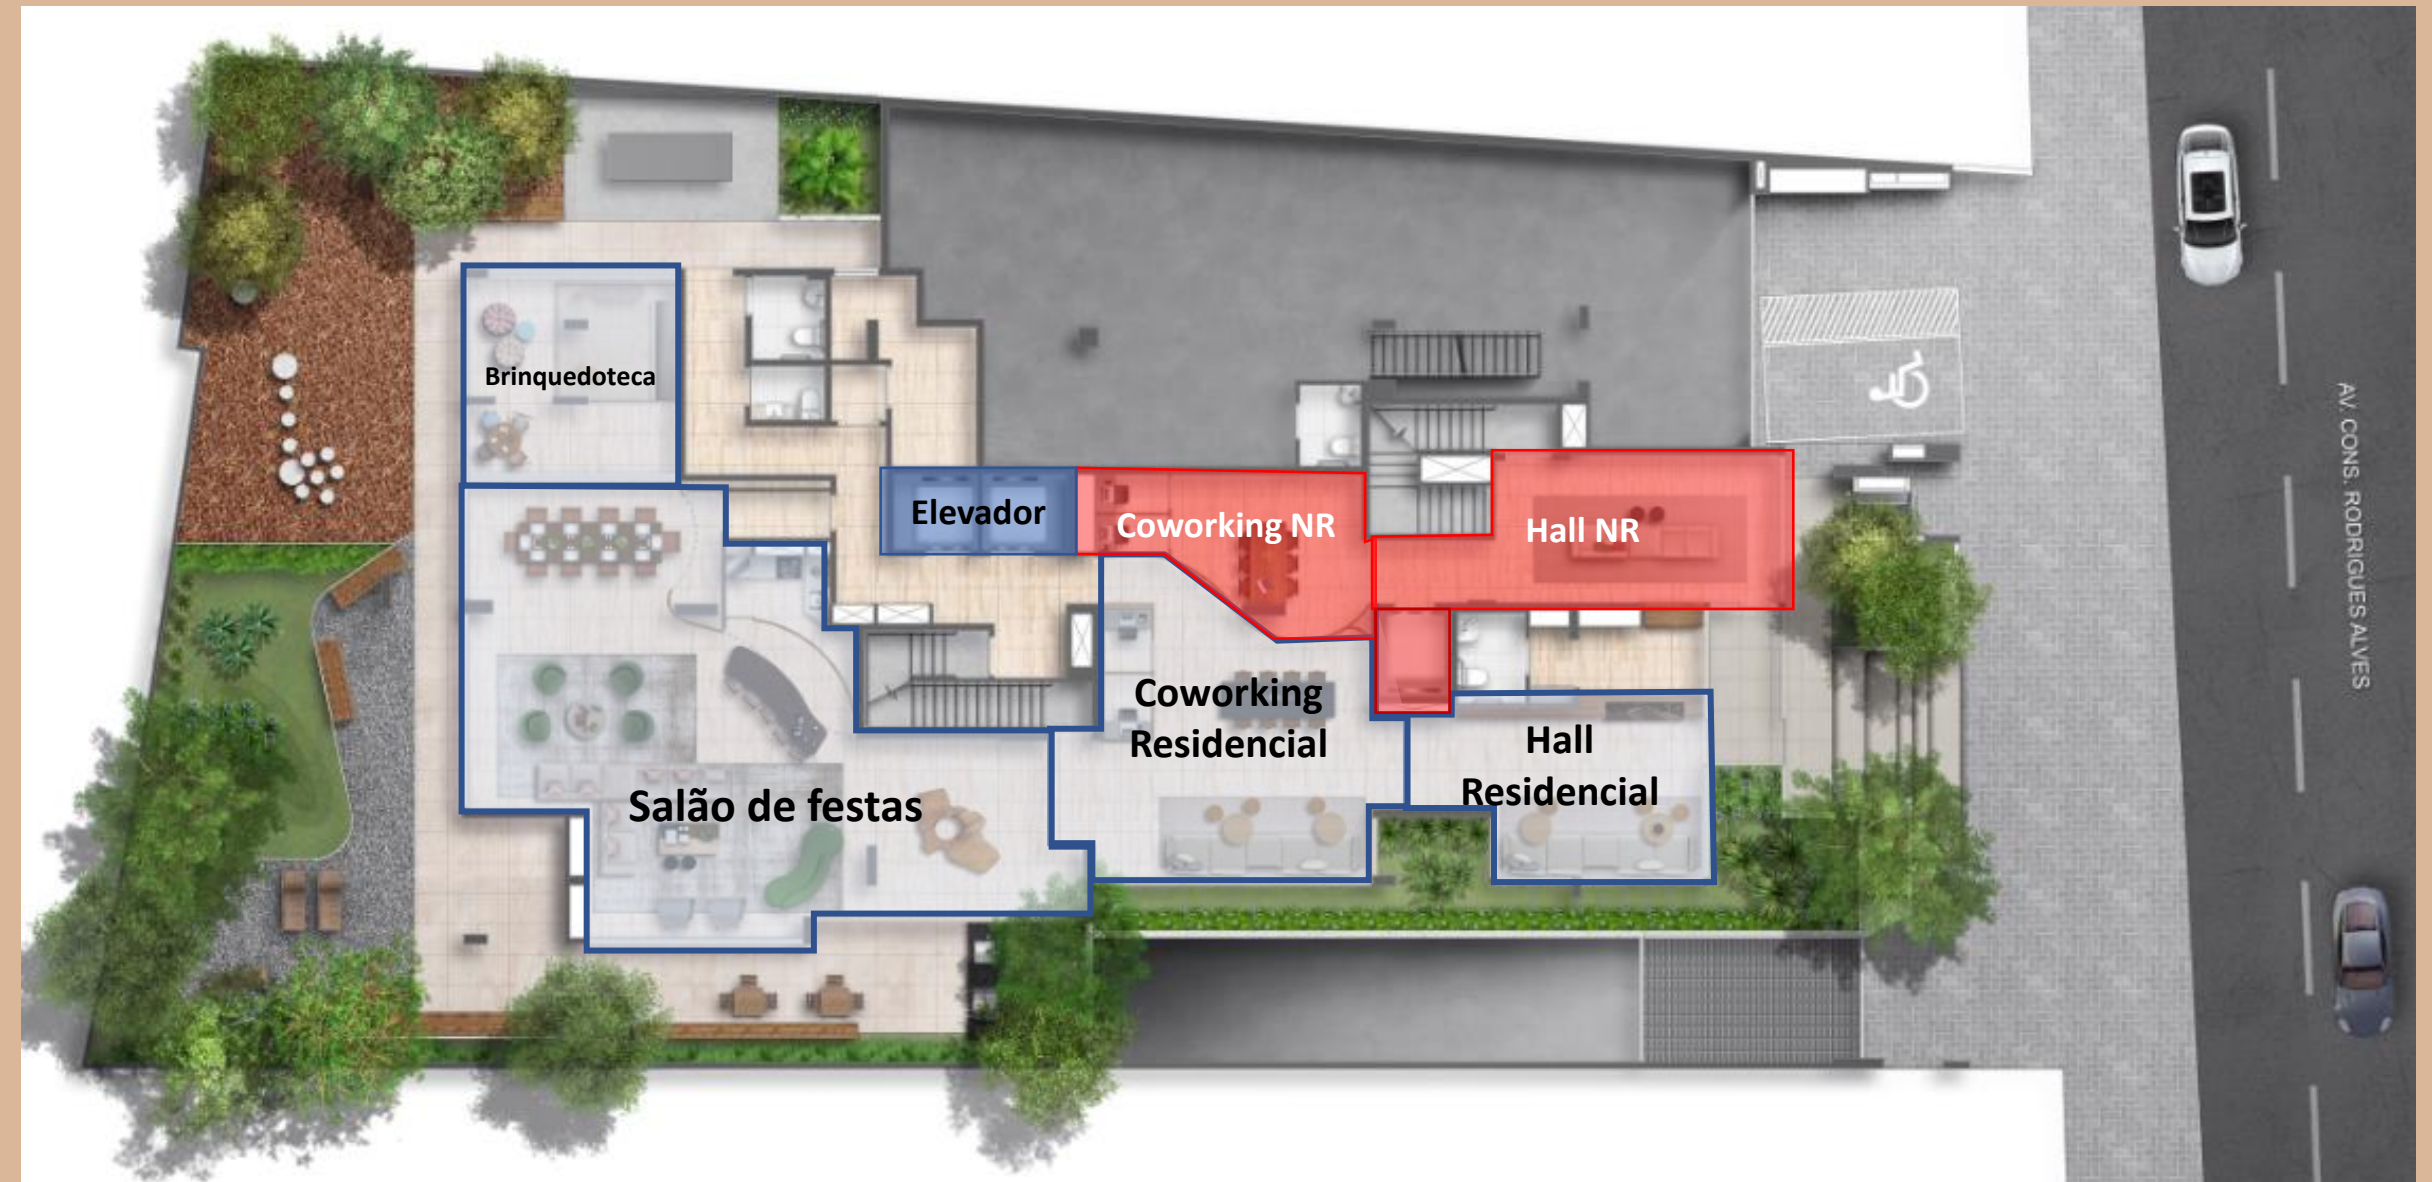 Brinquedoteca
Elevador
Coworking NR
Hall NR
Coworking
Residencial
Hall
Residencial
Salão de festas
AV. CONS. RODRIGUES ALVES